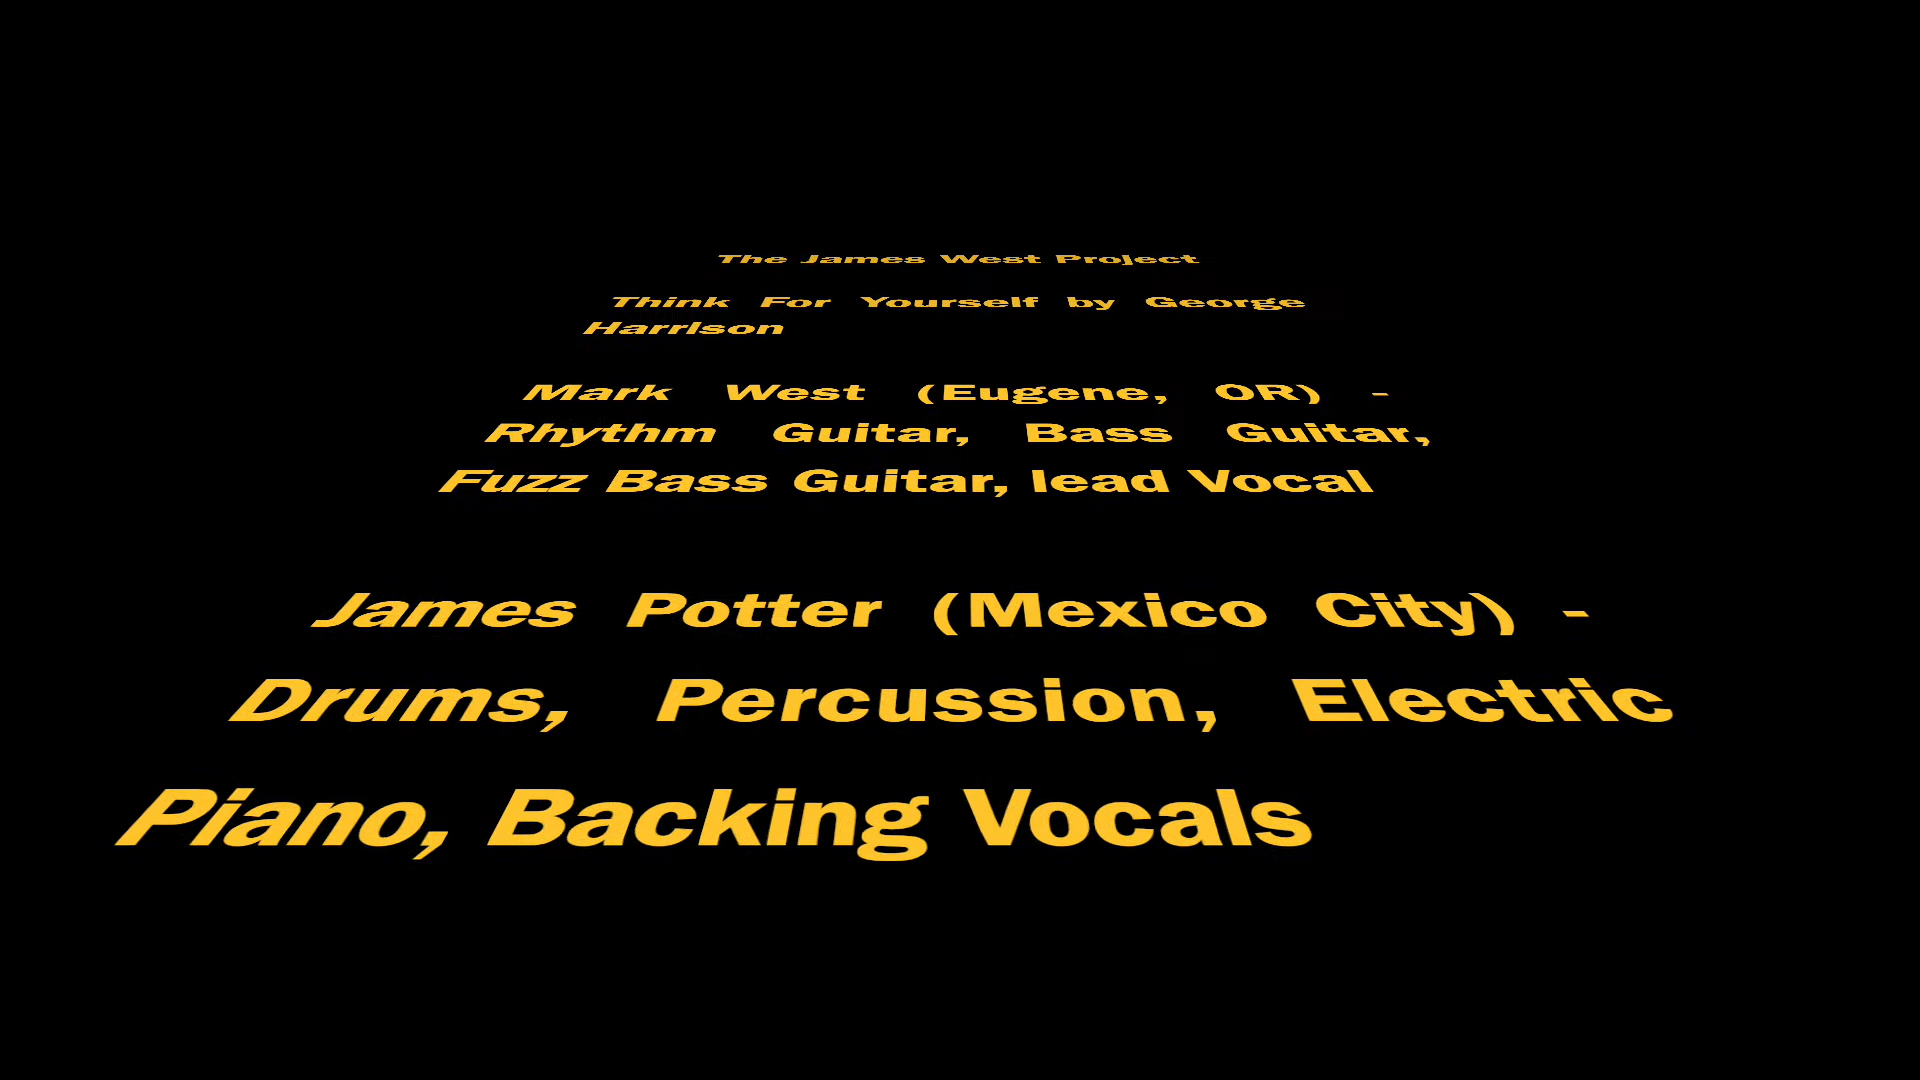 The James West Project
Think For Yourself by George
Harrison
Mark West (Eugene, OR) -
Rhythm Guitar, Bass Guitar,
Fuzz Bass Guitar, lead Vocal
James Potter (Mexico City) -
Drums, Percussion, Electric
Piano, Backing Vocals